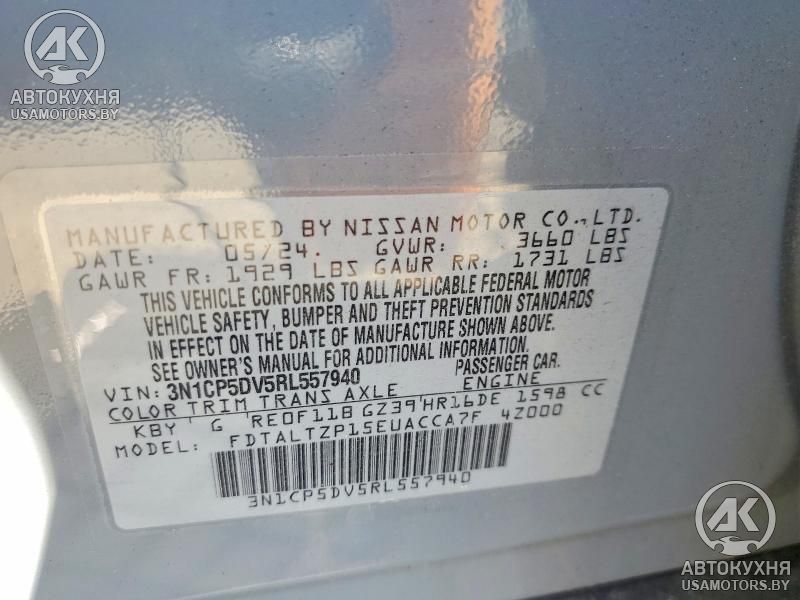 AK
АВТОКУХНЯ
USAMOTORS.BY
MANUFACTURED BY NISSAN MOTOR CO., LTD.
DATE: 05/24. GVWR: 3660 LBS
GAWR FR: 1929 LBS GAWR RR: 1731 LBS
THIS VEHICLE CONFORMS TO ALL APPLICABLE FEDERAL MOTOR
VEHICLE SAFETY, BUMPER AND THEFT PREVENTION STANDARDS
IN EFFECT ON THE DATE OF MANUFACTURE SHOWN ABOVE.
SEE OWNER'S MANUAL FOR ADDITIONAL INFORMATION
VIN: 3N1CP5DV5RL557940 PASSENGER CAR.
COLOR TRIM TRANS AXLE ENGINE
KBY G RE0F11B GZ39 HR16DE 1598 CC
MODEL: FDTALTZP15EUACCA7F 4Z000
3N1CP5DV5RL557940
AK
АВТОКУХНЯ
USAMOTORS.BY